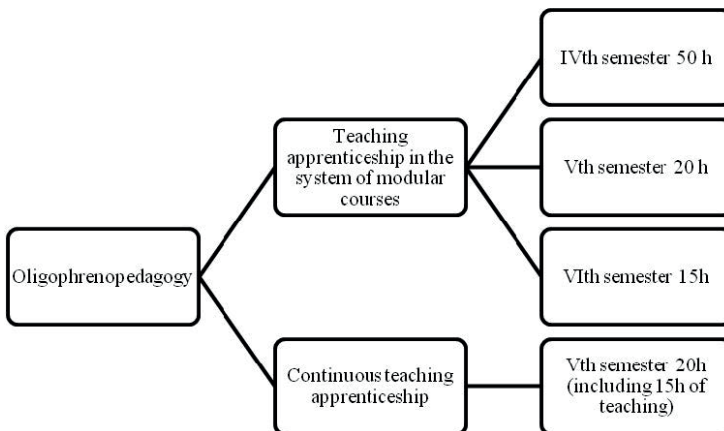 IVth semester 50 h
Teaching
apprenticeship in the
system of modular
courses
Vth semester 20 h
Oligophrenopedagogy
VIth semester 15h
Continuous teaching
apprenticeship
Vth semester 20h
(including 15h of
teaching)